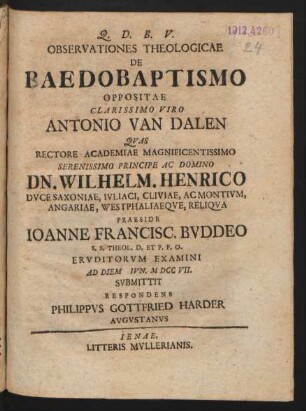 Q. D. B. V.
1912.4260
24
OBSERVATIONES THEOLOGICAE
DE
PAEDOBAPTISMO
OPPOSITAE
CLARISSIMO VIRO
ANTONIO VAN DALEN
QVAS
RECTORE ACADEMIAE MAGNIFICENTISSIMO
SERENISSIMO PRINCIPE AC DOMINO
DN. WILHELM. HENRICO
DVCE SAXONIAE, IVLIACI, CLIVIAE, AC MONTIVM,
ANGARIAE, WESTPHALIAEQVE, RELIQVA
PRAESIDE
IOANNE FRANCISC. BVDDEO
S. S. THEOL. D. ET P. P. O.
ERVDITORVM EXAMINI
AD DIEM IVN. M DCC VII.
SVBMITTIT
RESPONDENS
PHILIPPVS GOTTFRIED HARDER
AVGVSTANVS
IENAE,
LITTERIS MVLLERIANIS.